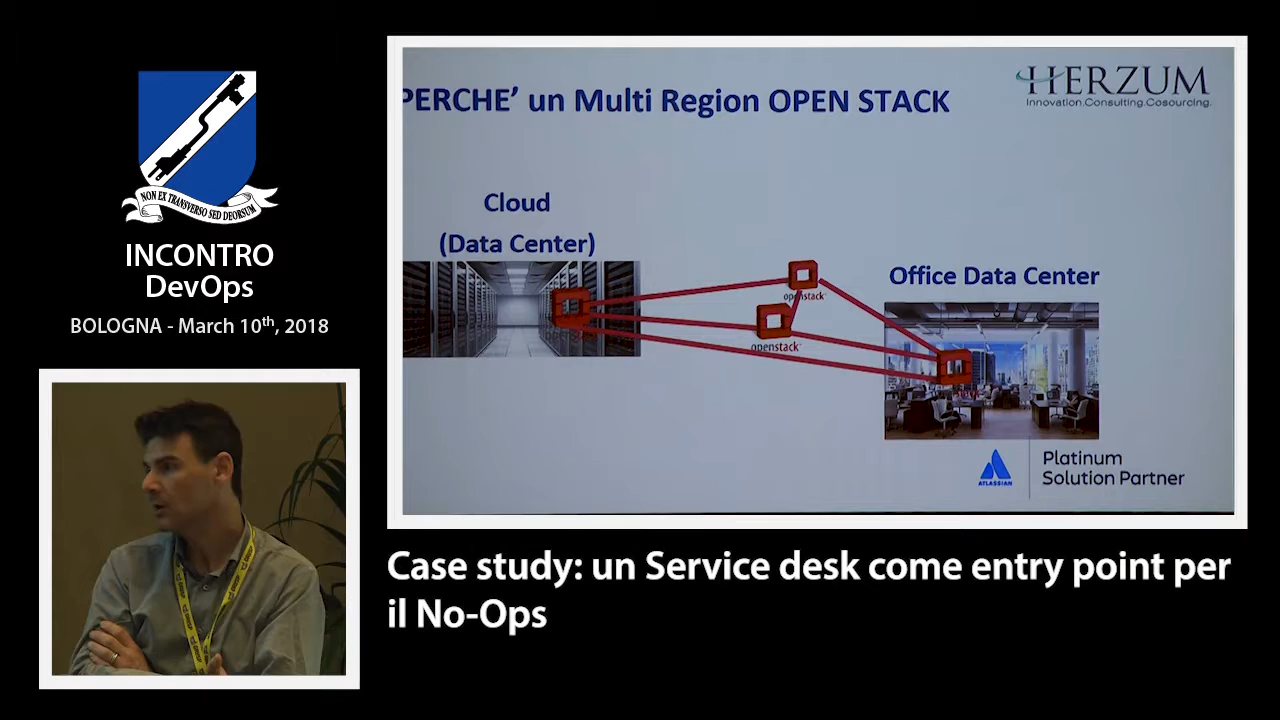 NON EX TRANSVERSO SED DEORSUM
INCONTRO
DevOps
BOLOGNA - March 10th, 2018
PERCHE’ un Multi Region OPEN STACK
HERZUM
Innovation.Consulting.Cosourcing.
Cloud
(Data Center)
openstack
openstack
Office Data Center
ATLASSIAN
Platinum
Solution Partner
Case study: un Service desk come entry point per
il No-Ops